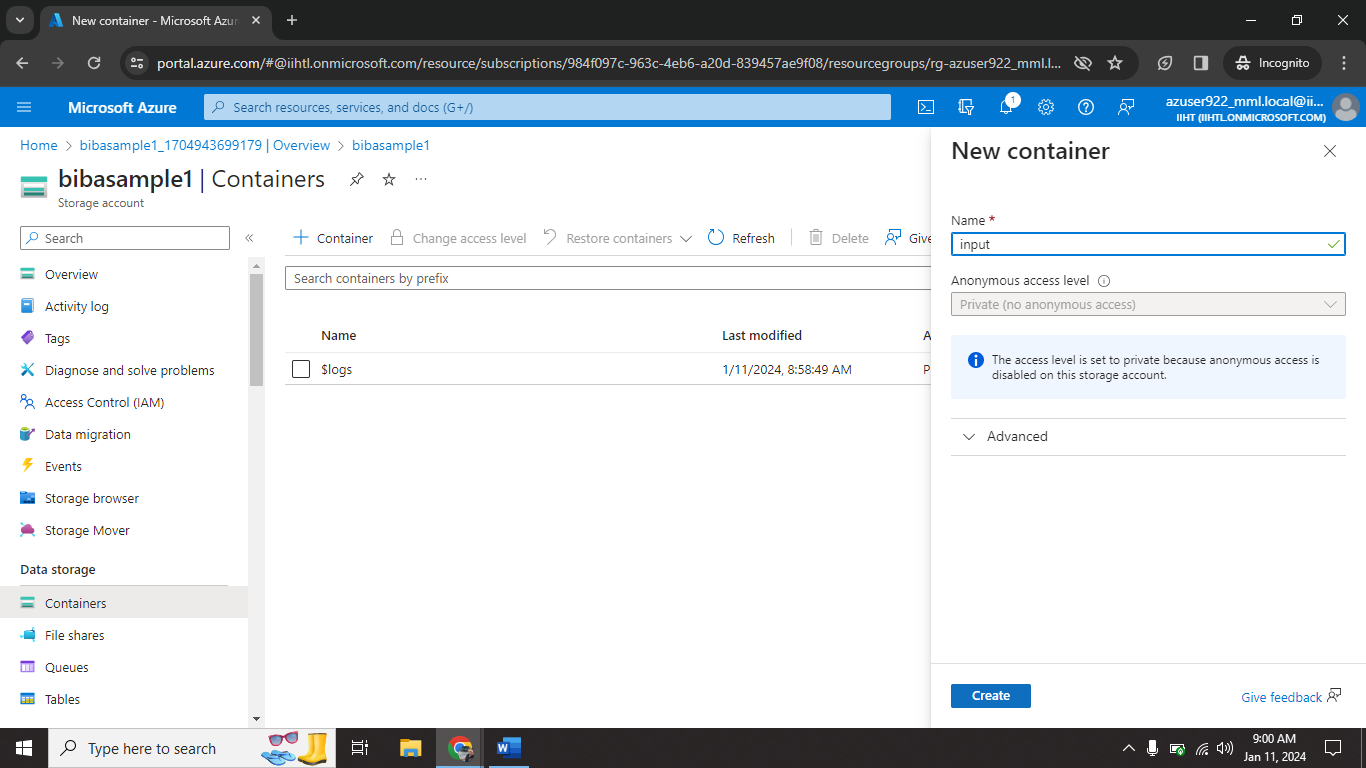 New container - Microsoft Azu
portal.azure.com/#@iihtl.onmicrosoft.com/resource/subscriptions/984f097c-963c-4eb6-a20d-839457ae9f08/resourcegroups/rg-azuser922_mml.l...
Incognito
Microsoft Azure
Search resources, services, and docs (G+/)
1
azuser922_mml.local@ii...
IIHT (IIHTL.ONMICROSOFT.COM)
Home > bibasample1_1704943699179 | Overview > bibasample1
bibasample1 | Containers
Storage account
Search
Overview
Activity log
Tags
Diagnose and solve problems
Access Control (IAM)
Data migration
Events
Storage browser
Storage Mover
Data storage
Containers
File shares
Queues
Tables
Container Change access level Restore containers Refresh Delete Give
Search containers by prefix
Name Last modified A
$logs 1/11/2024, 8:58:49 AM P
New container
Name *
input
Anonymous access level
Private (no anonymous access)
The access level is set to private because anonymous access is
disabled on this storage account.
Advanced
Create
Give feedback
Type here to search
9:00 AM
Jan 11, 2024